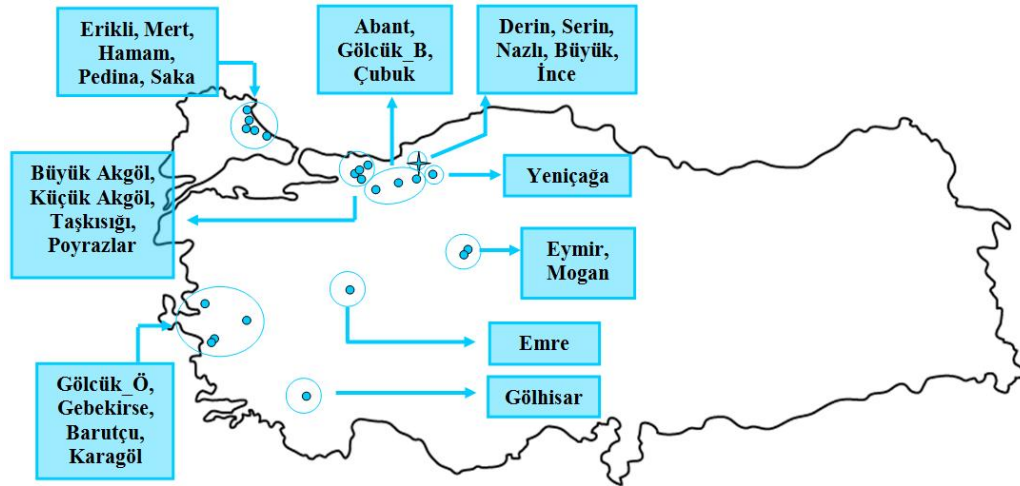 Erikli, Mert,
Hamam,
Pedina, Saka
Abant,
Gölcük_B,
Çubuk
Derin, Serin,
Nazlı, Büyük,
İnce
Büyük Akgöl,
Küçük Akgöl,
Taşkısığı,
Poyrazlar
Yeniçağa
Eymir,
Mogan
Emre
Gölhisar
Gölcük_Ö,
Gebekirse,
Barutçu,
Karagöl